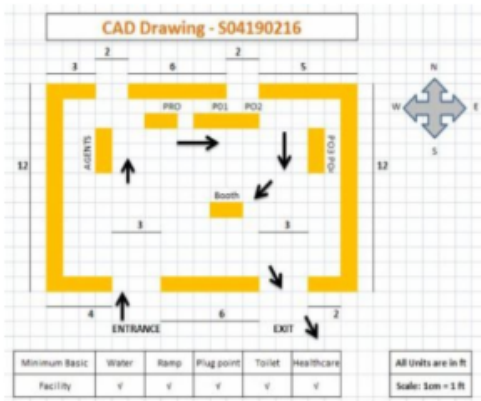 CAD Drawing - S04190216
2 2
3 6 5
N
W E
S
PRO PO1 PO2
AGENTS
PO3 PO4
12 12
Booth
3 3
4 6 2
ENTRANCE EXIT
Minimum Basic Water Ramp Plug point Toilet Healthcare
Facility √ √ √ √ √
All Units are in ft
Scale: 1cm = 1 ft